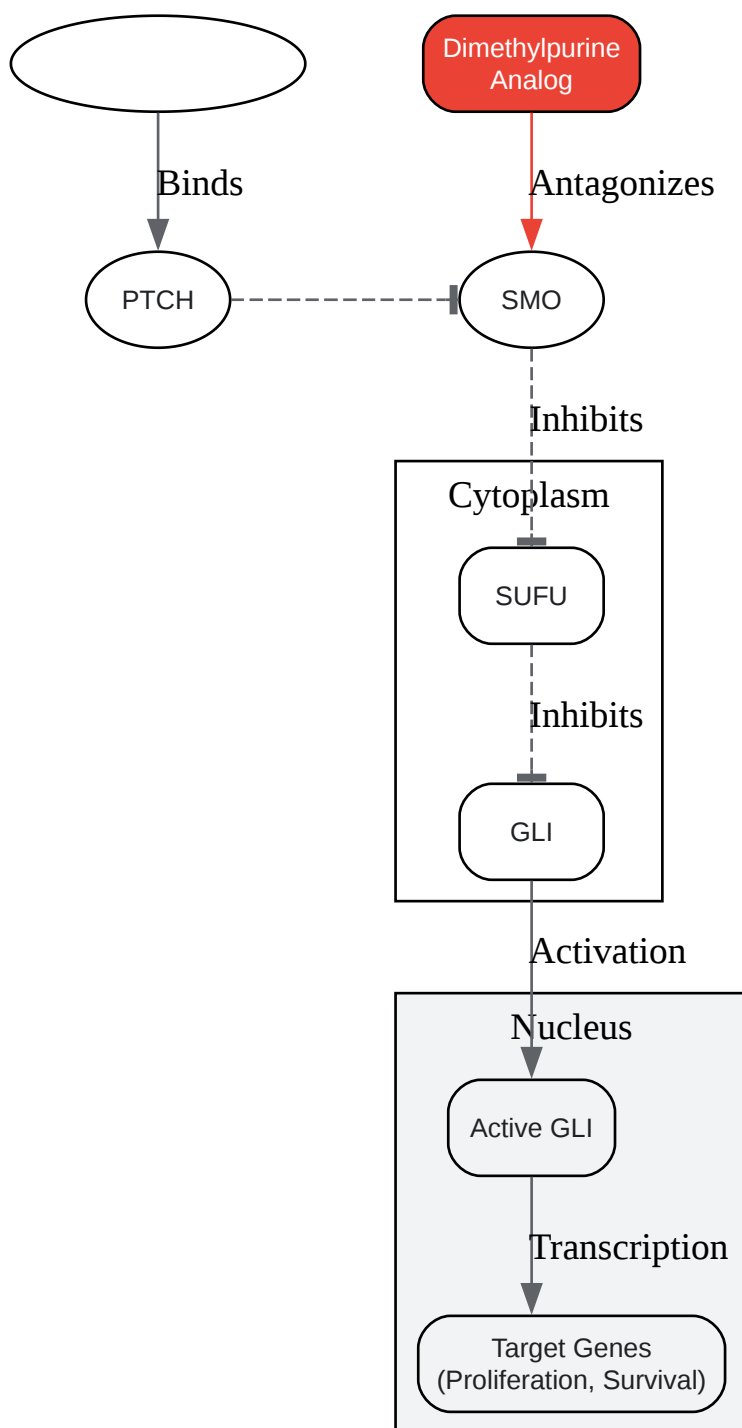 Dimethylpurine
Analog
Binds
Antagonizes
PTCH
SMO
Inhibits
Cytoplasm
SUFU
Inhibits
GLI
Activation
Nucleus
Active GLI
Transcription
Target Genes
(Proliferation, Survival)